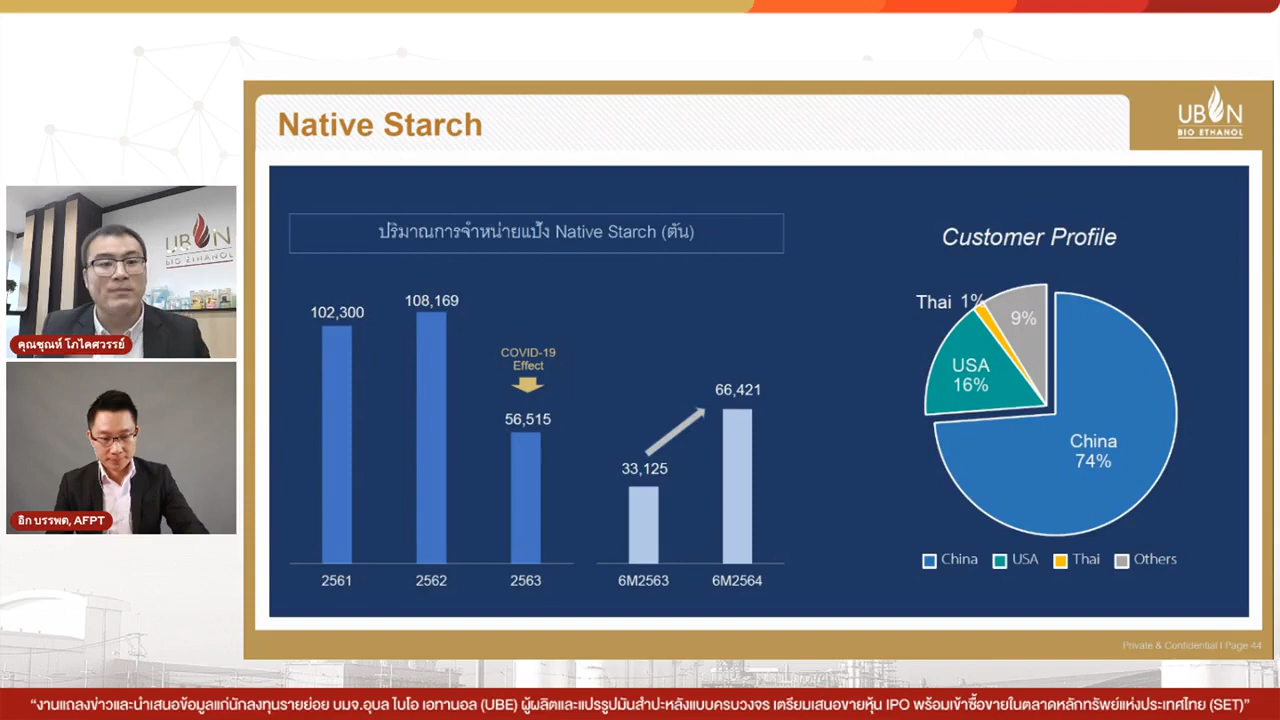 Native Starch
UBON
BIO ETHANOL
ปริมาณการจำหน่ายแป้ง Native Starch (ตัน)
102,300
108,169
COVID-19
Effect
56,515
33,125
66,421
2561
2562
2563
6M2563
6M2564
Customer Profile
Thai 1%
9%
USA
16%
China
74%
China
USA
Thai
Others
Private & Confidential I Page 44
UBON
BIO ETHANOL
คุณชุณห์ โภไคศวรรย์
อิก บรรพต, AFPT
“งานแถลงข่าวและนำเสนอข้อมูลแก่นักลงทุนรายย่อย บมจ.อุบล ไบโอ เอทานอล (UBE) ผู้ผลิตและแปรรูปมันสำปะหลังแบบครบวงจร เตรียมเสนอขายหุ้น IPO พร้อมเข้าซื้อขายในตลาดหลักทรัพย์แห่งประเทศไทย (SET)”